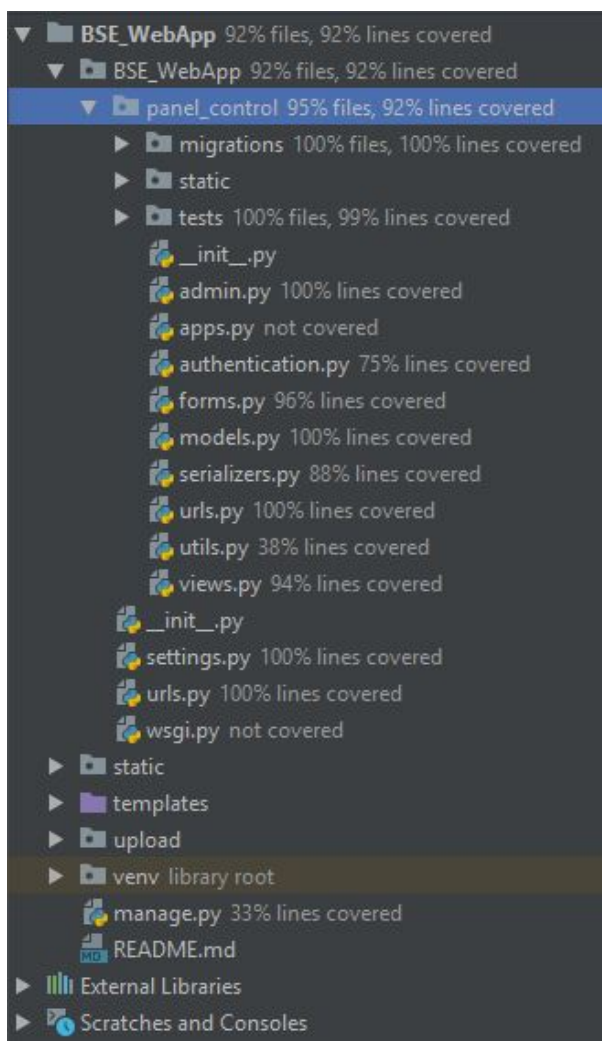 BSE_WebApp 92% files, 92% lines covered
BSE_WebApp 92% files, 92% lines covered
panel_control 95% files, 92% lines covered
migrations 100% files, 100% lines covered
static
tests 100% files, 99% lines covered
__init__.py
admin.py 100% lines covered
apps.py not covered
authentication.py 75% lines covered
forms.py 96% lines covered
models.py 100% lines covered
serializers.py 88% lines covered
urls.py 100% lines covered
utils.py 38% lines covered
views.py 94% lines covered
__init__.py
settings.py 100% lines covered
urls.py 100% lines covered
wsgi.py not covered
static
templates
upload
venv library root
manage.py 33% lines covered
MD README.md
External Libraries
Scratches and Consoles